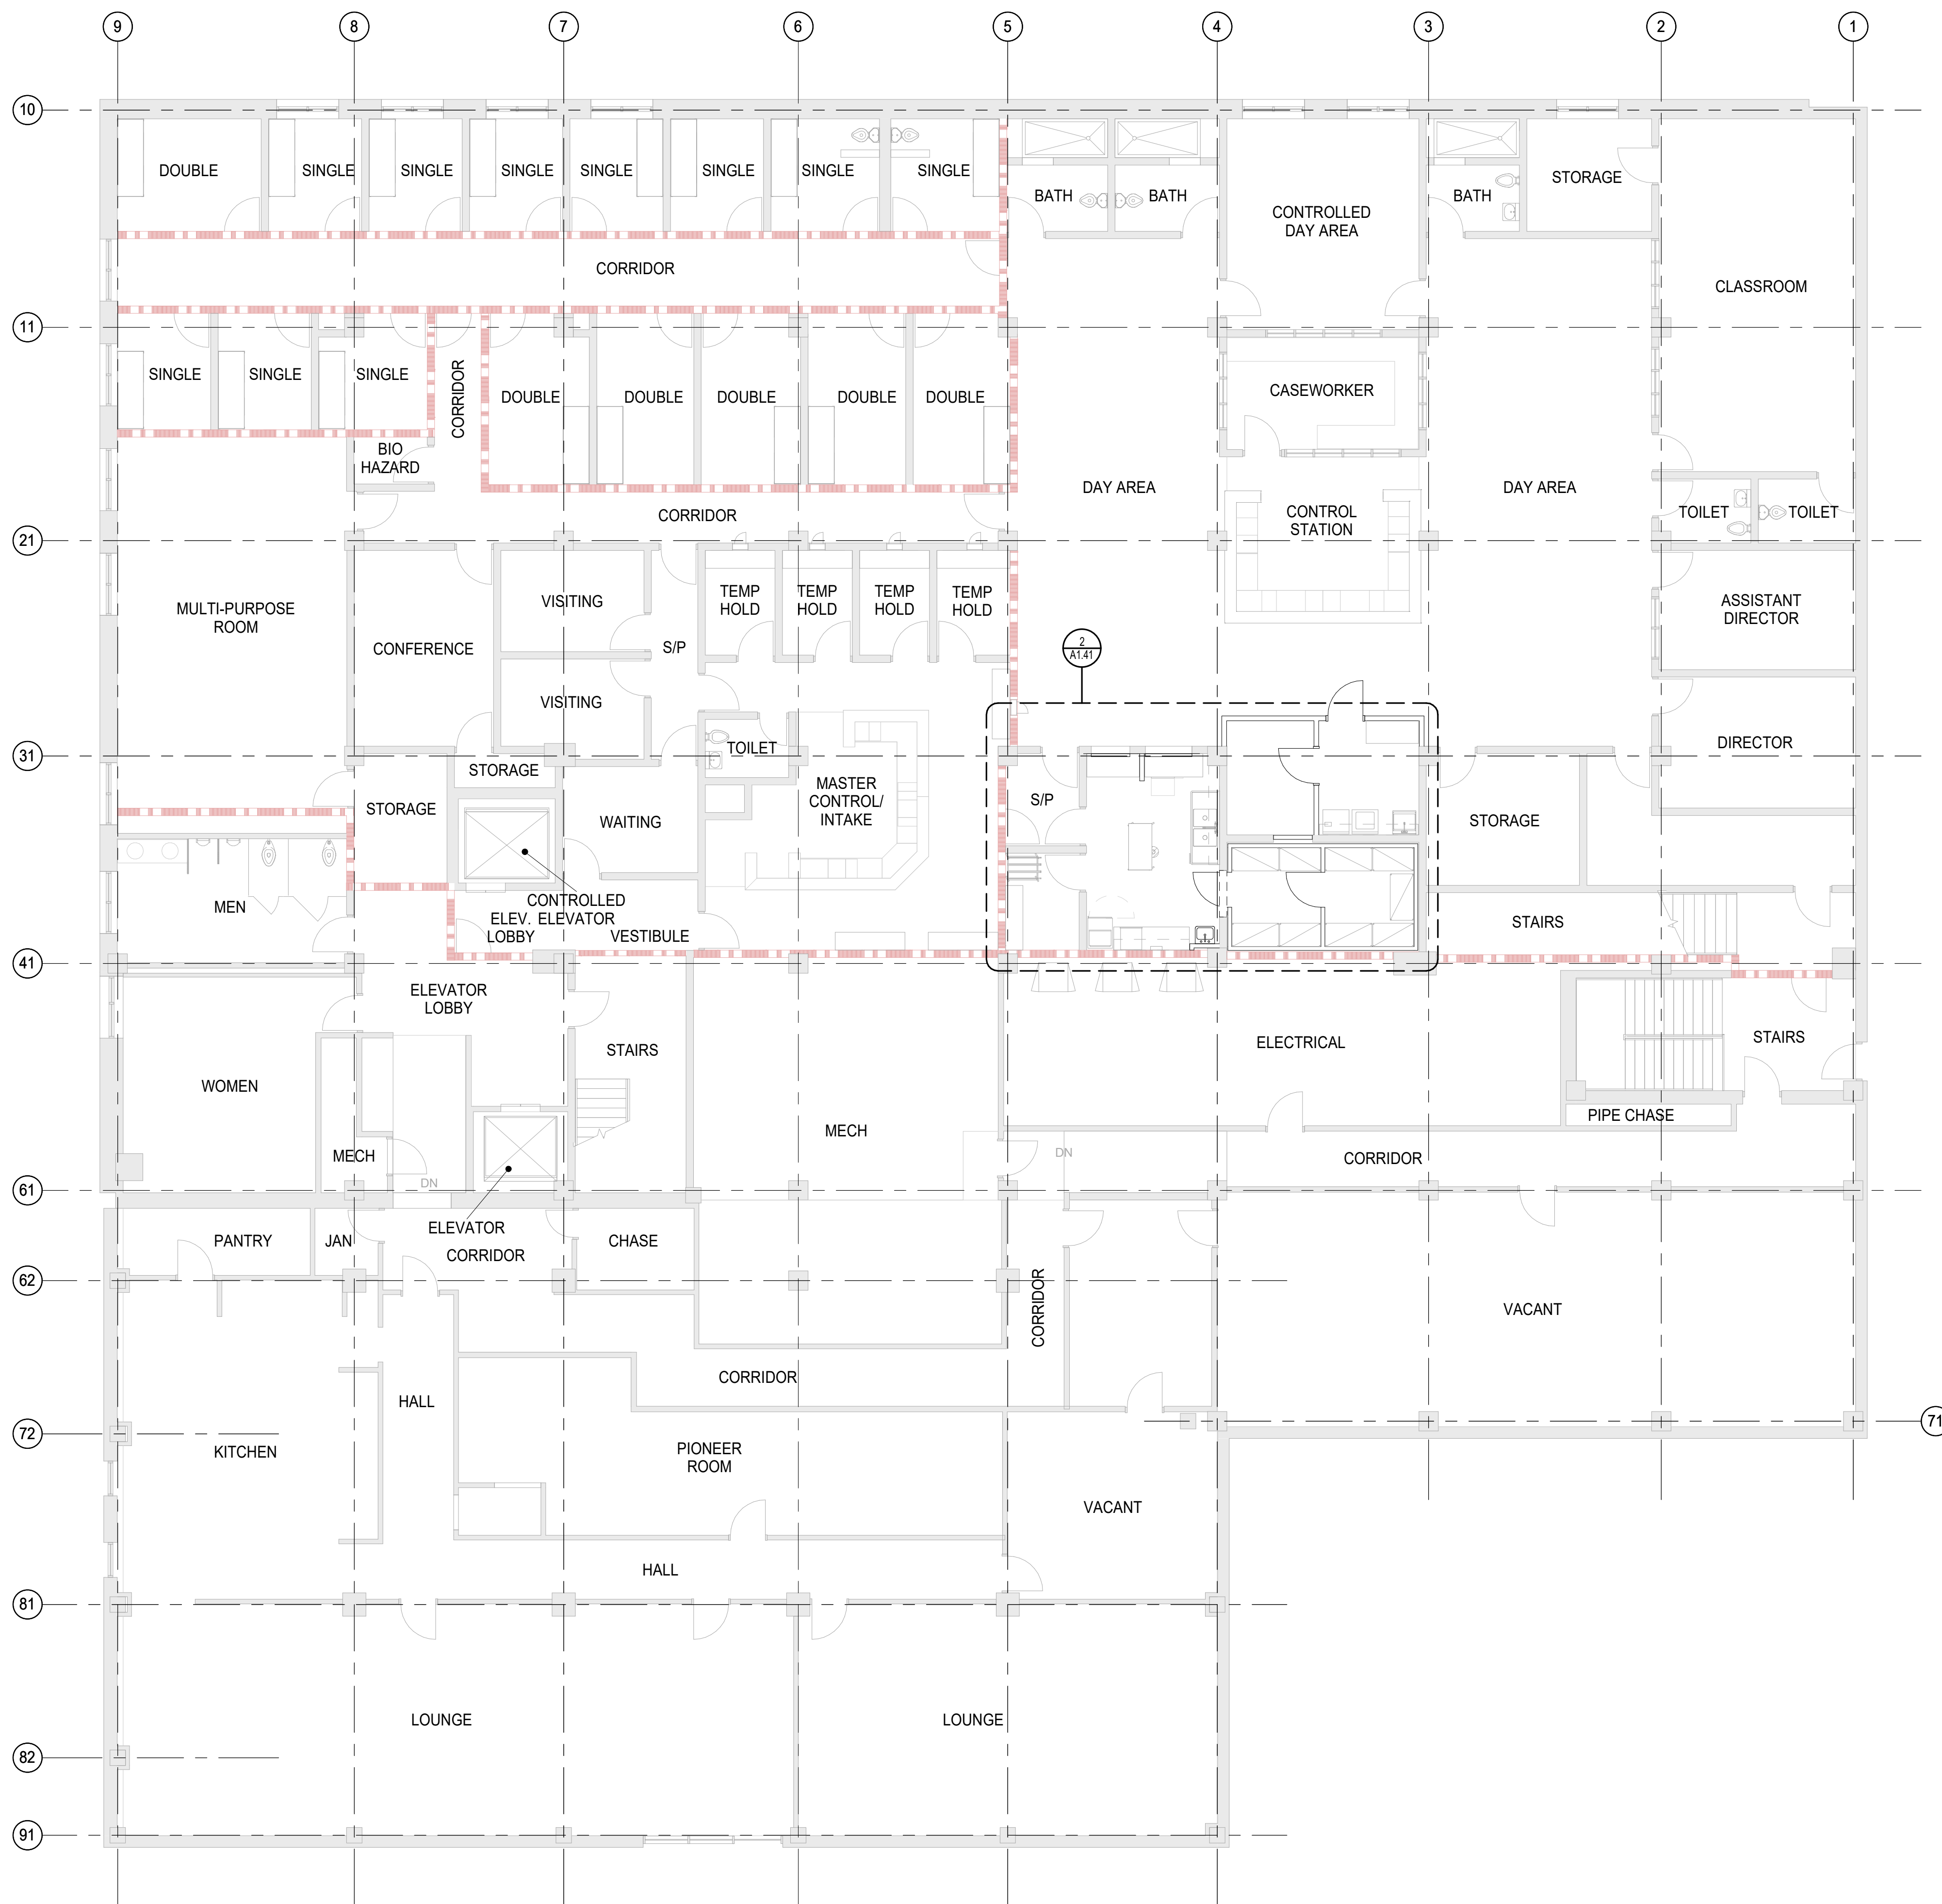 9
8
7
6
5
4
3
2
1
10
DOUBLE
SINGLE
SINGLE
SINGLE
SINGLE
SINGLE
SINGLE
SINGLE
BATH
BATH
CONTROLLED
DAY AREA
BATH
STORAGE
CORRIDOR
CLASSROOM
11
SINGLE
SINGLE
SINGLE
CORRIDOR
DOUBLE
DOUBLE
DOUBLE
DOUBLE
DOUBLE
CASEWORKER
BIO
HAZARD
DAY AREA
DAY AREA
CORRIDOR
CONTROL
STATION
TOILET
TOILET
21
MULTI-PURPOSE
ROOM
CONFERENCE
VISITING
S/P
TEMP
HOLD
TEMP
HOLD
TEMP
HOLD
TEMP
HOLD
ASSISTANT
DIRECTOR
2
A1.41
VISITING
TOILET
DIRECTOR
31
STORAGE
STORAGE
WAITING
MASTER
CONTROL/
INTAKE
S/P
STORAGE
MEN
CONTROLLED
ELEVATOR
ELEV.
LOBBY
VESTIBULE
STAIRS
41
ELEVATOR
LOBBY
STAIRS
ELECTRICAL
STAIRS
WOMEN
MECH
PIPE CHASE
MECH
DN
DN
CORRIDOR
61
ELEVATOR
PANTRY
JAN
CORRIDOR
CHASE
62
CORRIDOR
VACANT
CORRIDOR
HALL
71
72
KITCHEN
PIONEER
ROOM
VACANT
HALL
81
LOUNGE
LOUNGE
82
91